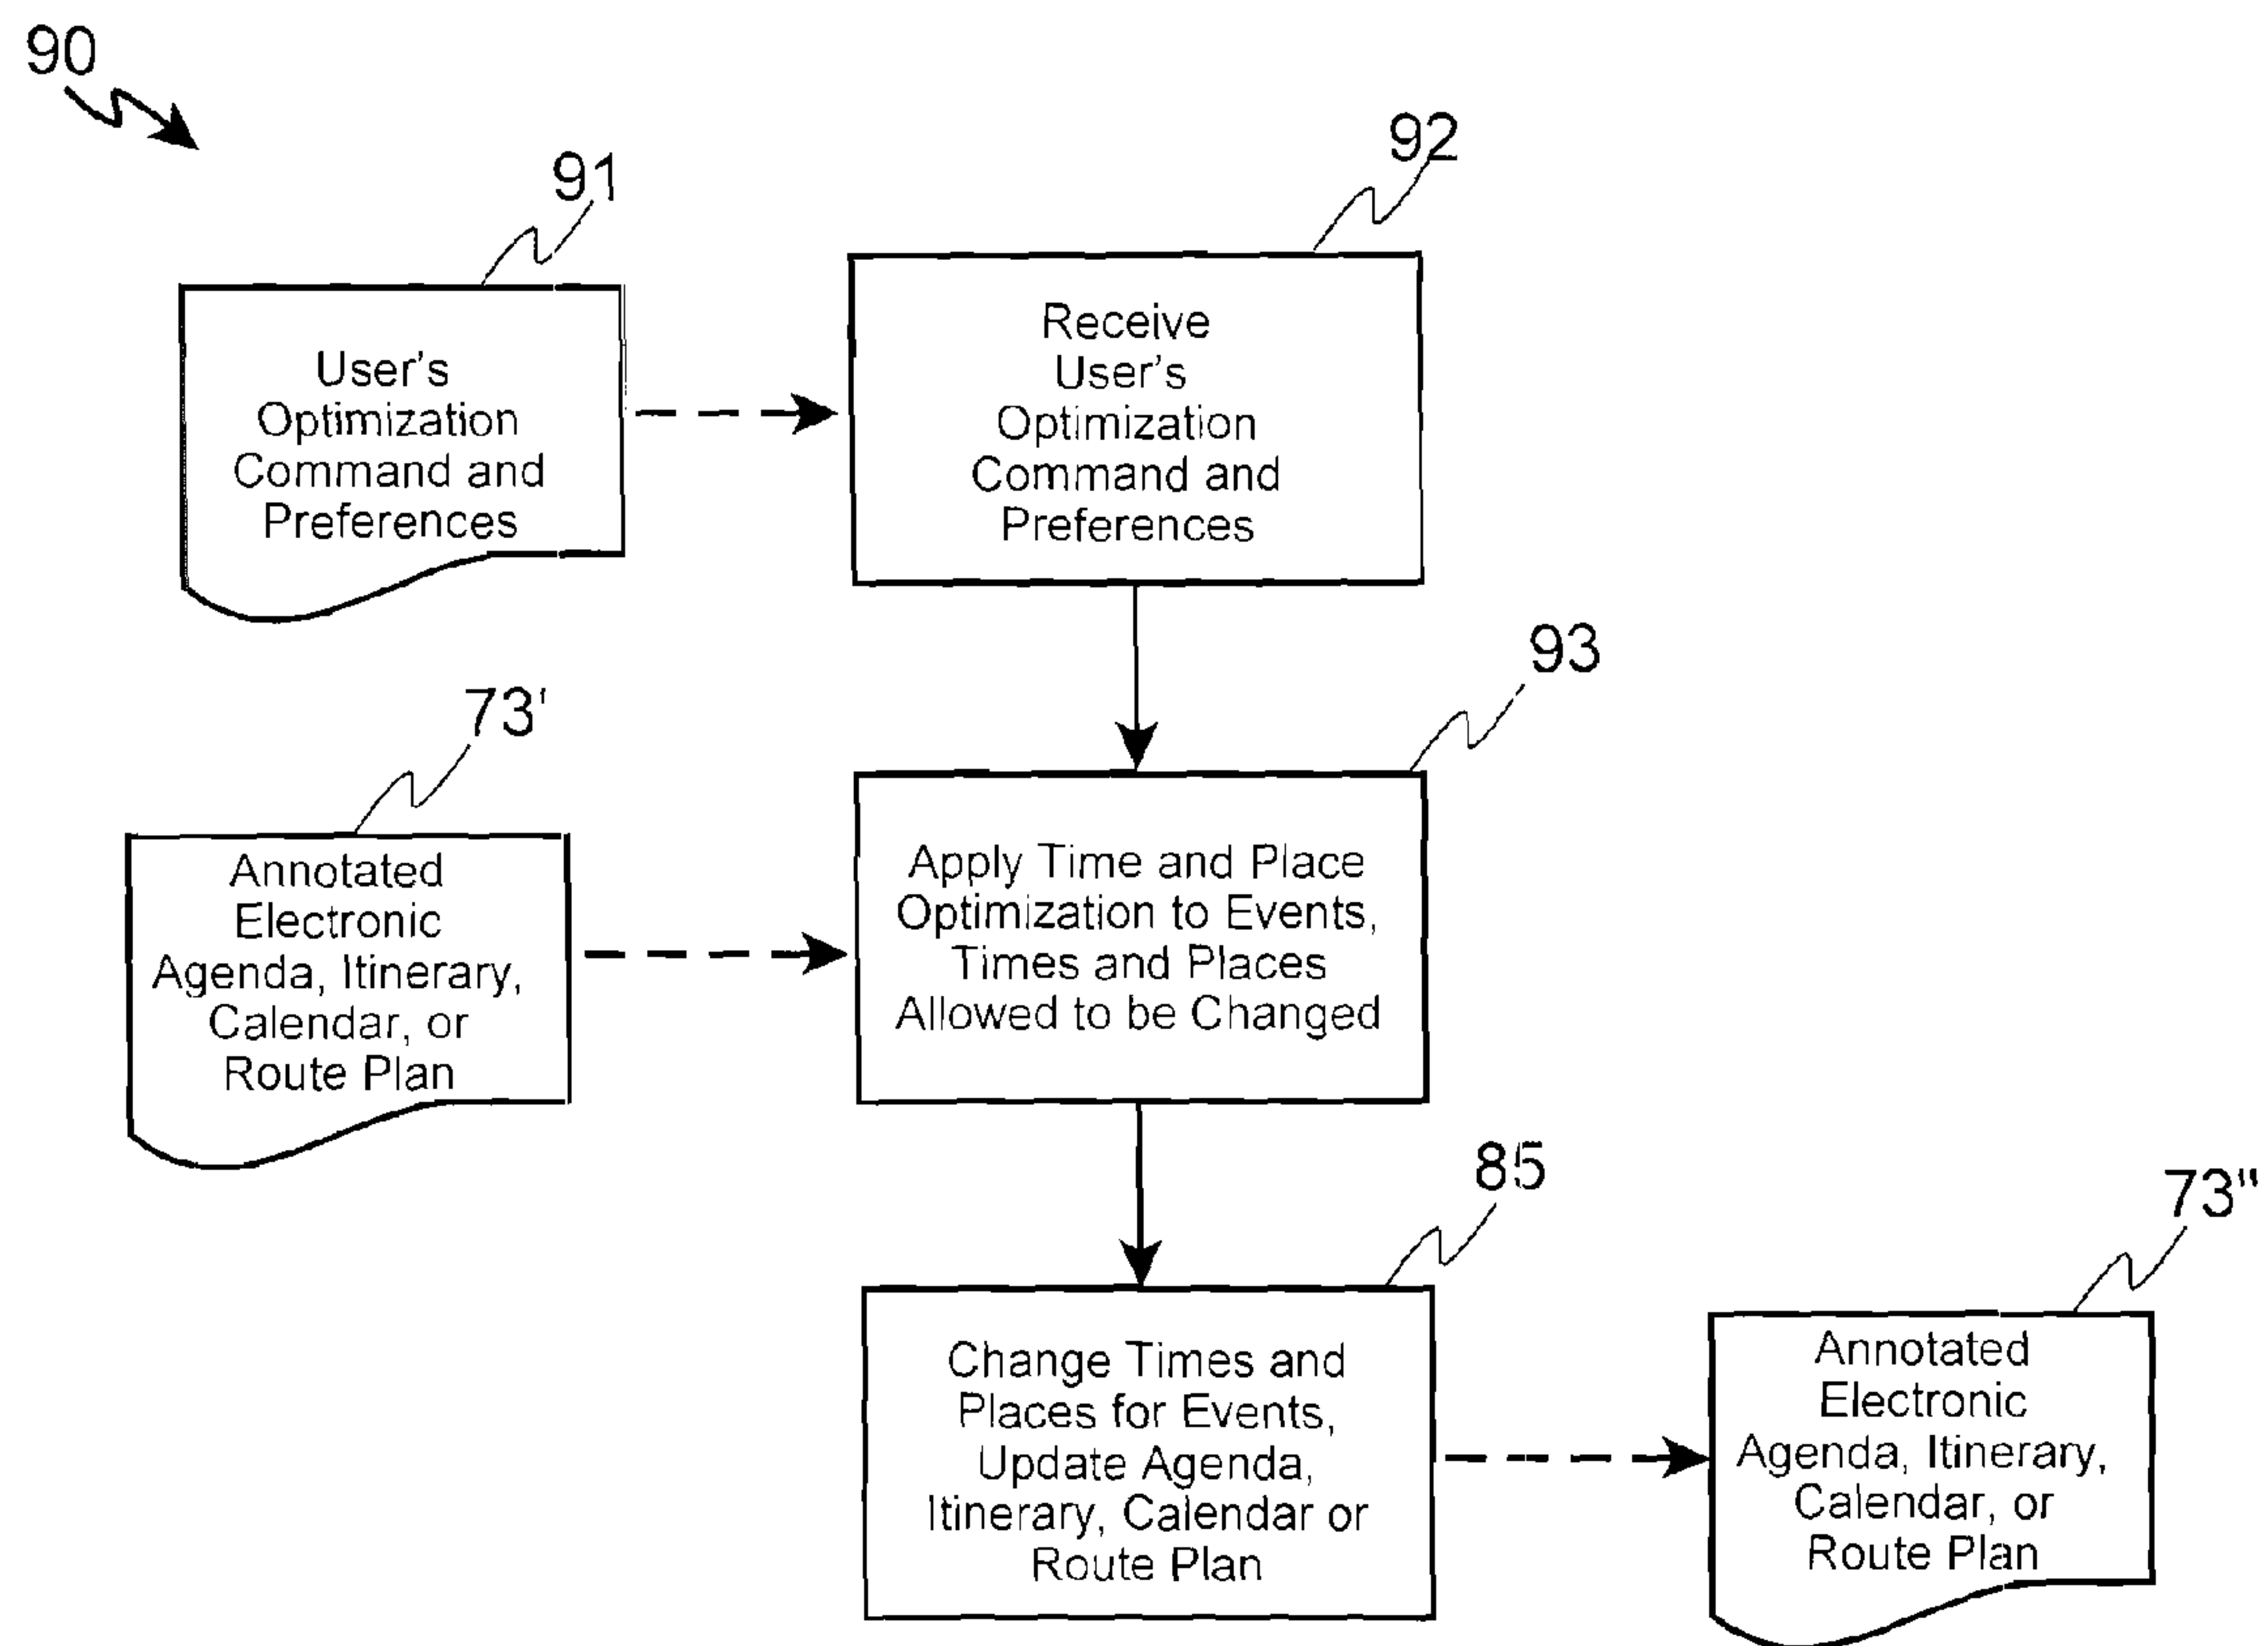 90
91
User's
Optimization
Command and
Preferences
92
Receive
User's
Optimization
Command and
Preferences
73'
Annotated
Electronic
Agenda, Itinerary,
Calendar, or
Route Plan
93
Apply Time and Place
Optimization to Events,
Times and Places
Allowed to be Changed
85
Change Times and
Places for Events,
Update Agenda,
Itinerary, Calendar or
Route Plan
73"
Annotated
Electronic
Agenda, Itinerary,
Calendar, or
Route Plan